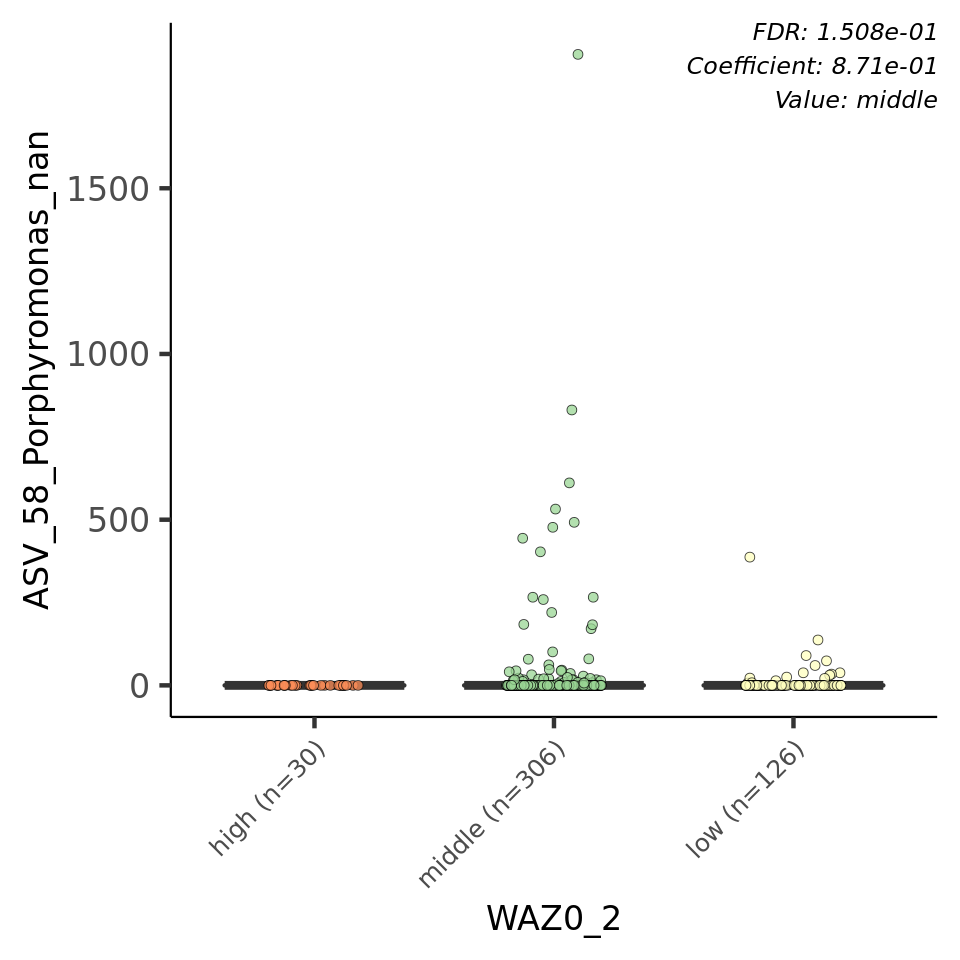 FDR: 1.508e-01
Coefficient: 8.71e-01
Value: middle
ASV_58_Porphyromonas_nan
1500
1000
500
0
high (n=30)
middle (n=306)
low (n=126)
WAZ0_2